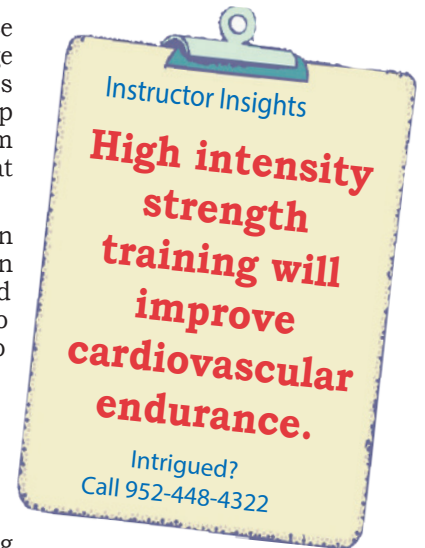 Instructor Insights
High intensity
strength
training will
improve
cardiovascular
endurance.
Intrigued?
Call 952-448-4322